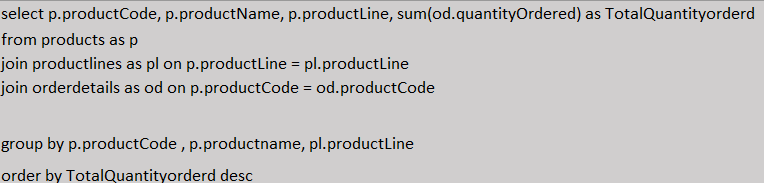 select p.productCode, p.productName, p.productLine, sum(od.quantityOrdered) as TotalQuantityorderd
from products as p
join productlines as pl on p.productLine = pl.productLine
join orderdetails as od on p.productCode = od.productCode
group by p.productCode , p.productname, pl.productLine
order by TotalQuantityorderd desc